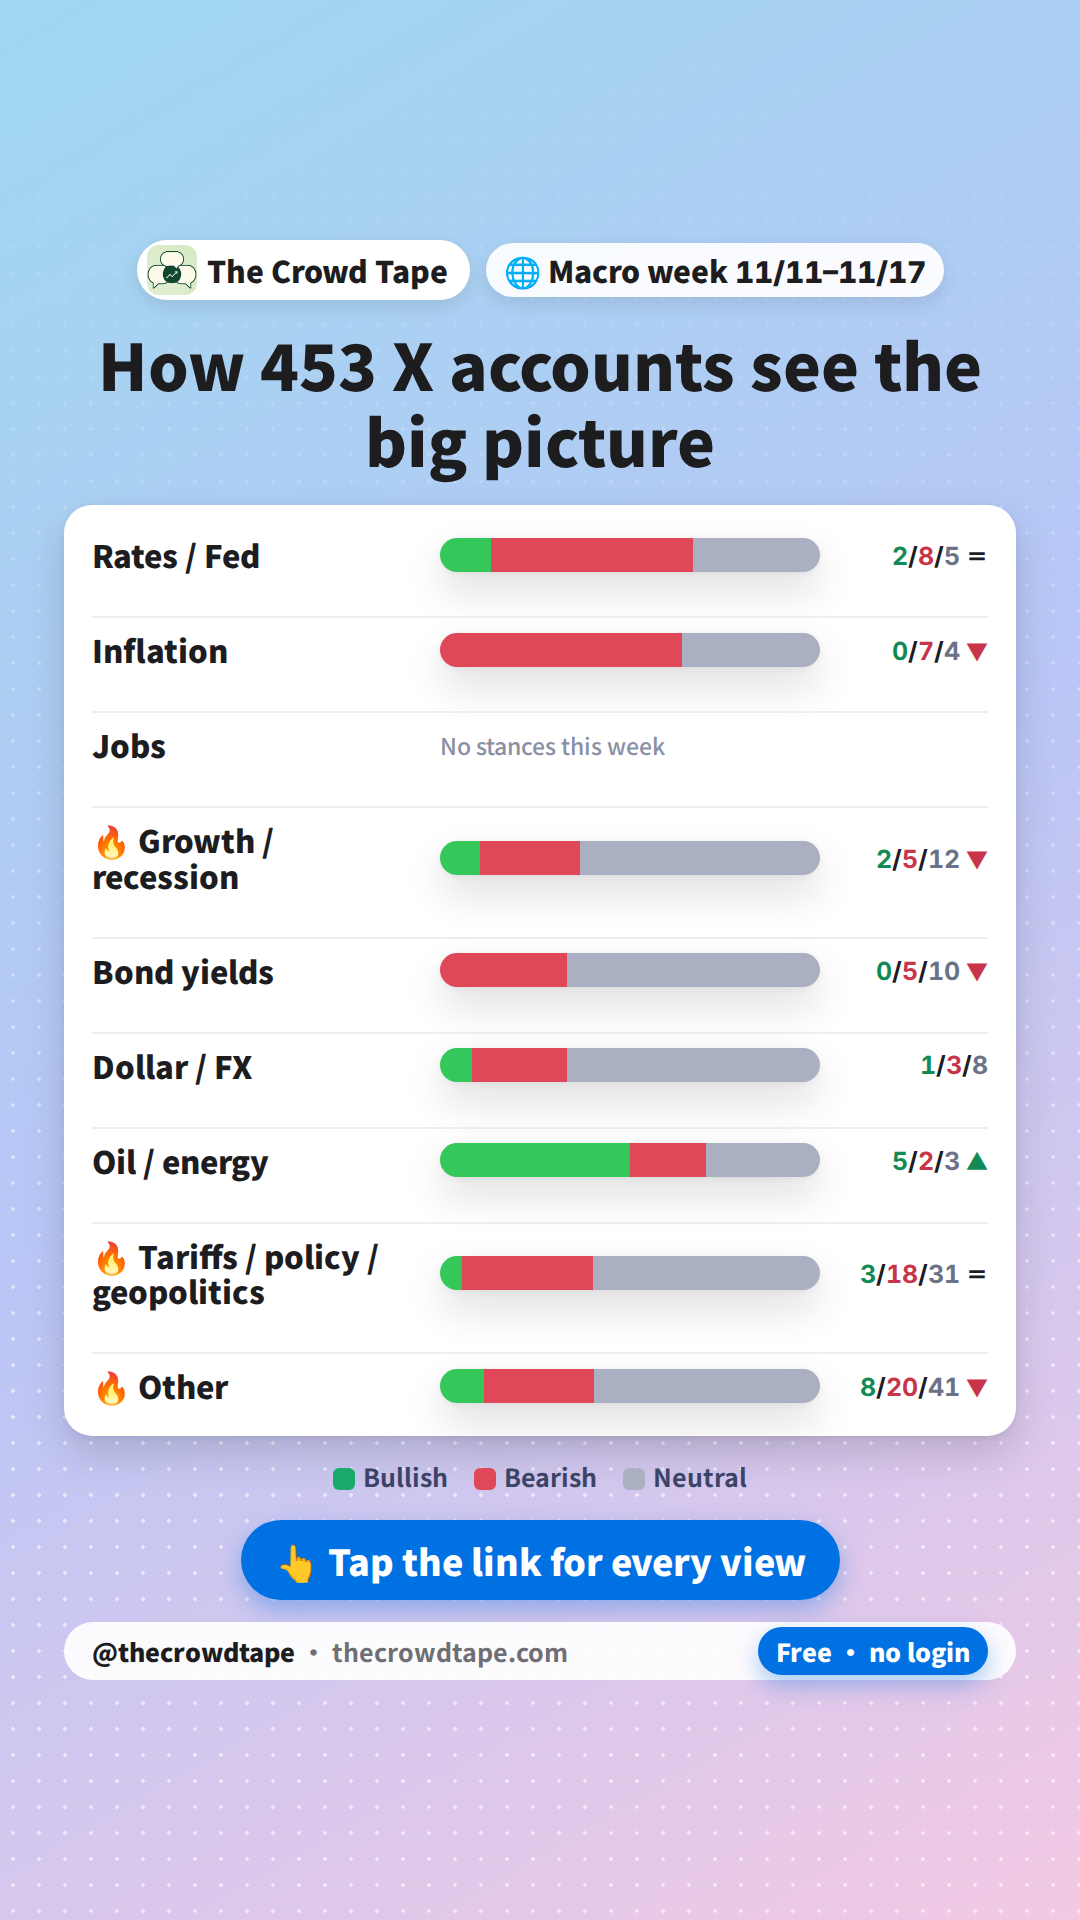 The Crowd Tape
🌐 Macro week 11/11–11/17
How 453 X accounts see the
big picture
Rates / Fed
2/8/5 =
Inflation
0/7/4 ▼
Jobs
No stances this week
🔥 Growth /
recession
2/5/12 ▼
Bond yields
0/5/10 ▼
Dollar / FX
1/3/8
Oil / energy
5/2/3 ▲
🔥 Tariffs / policy /
geopolitics
3/18/31 =
🔥 Other
8/20/41 ▼
Bullish Bearish Neutral
👆 Tap the link for every view
@thecrowdtape • thecrowdtape.com
Free • no login